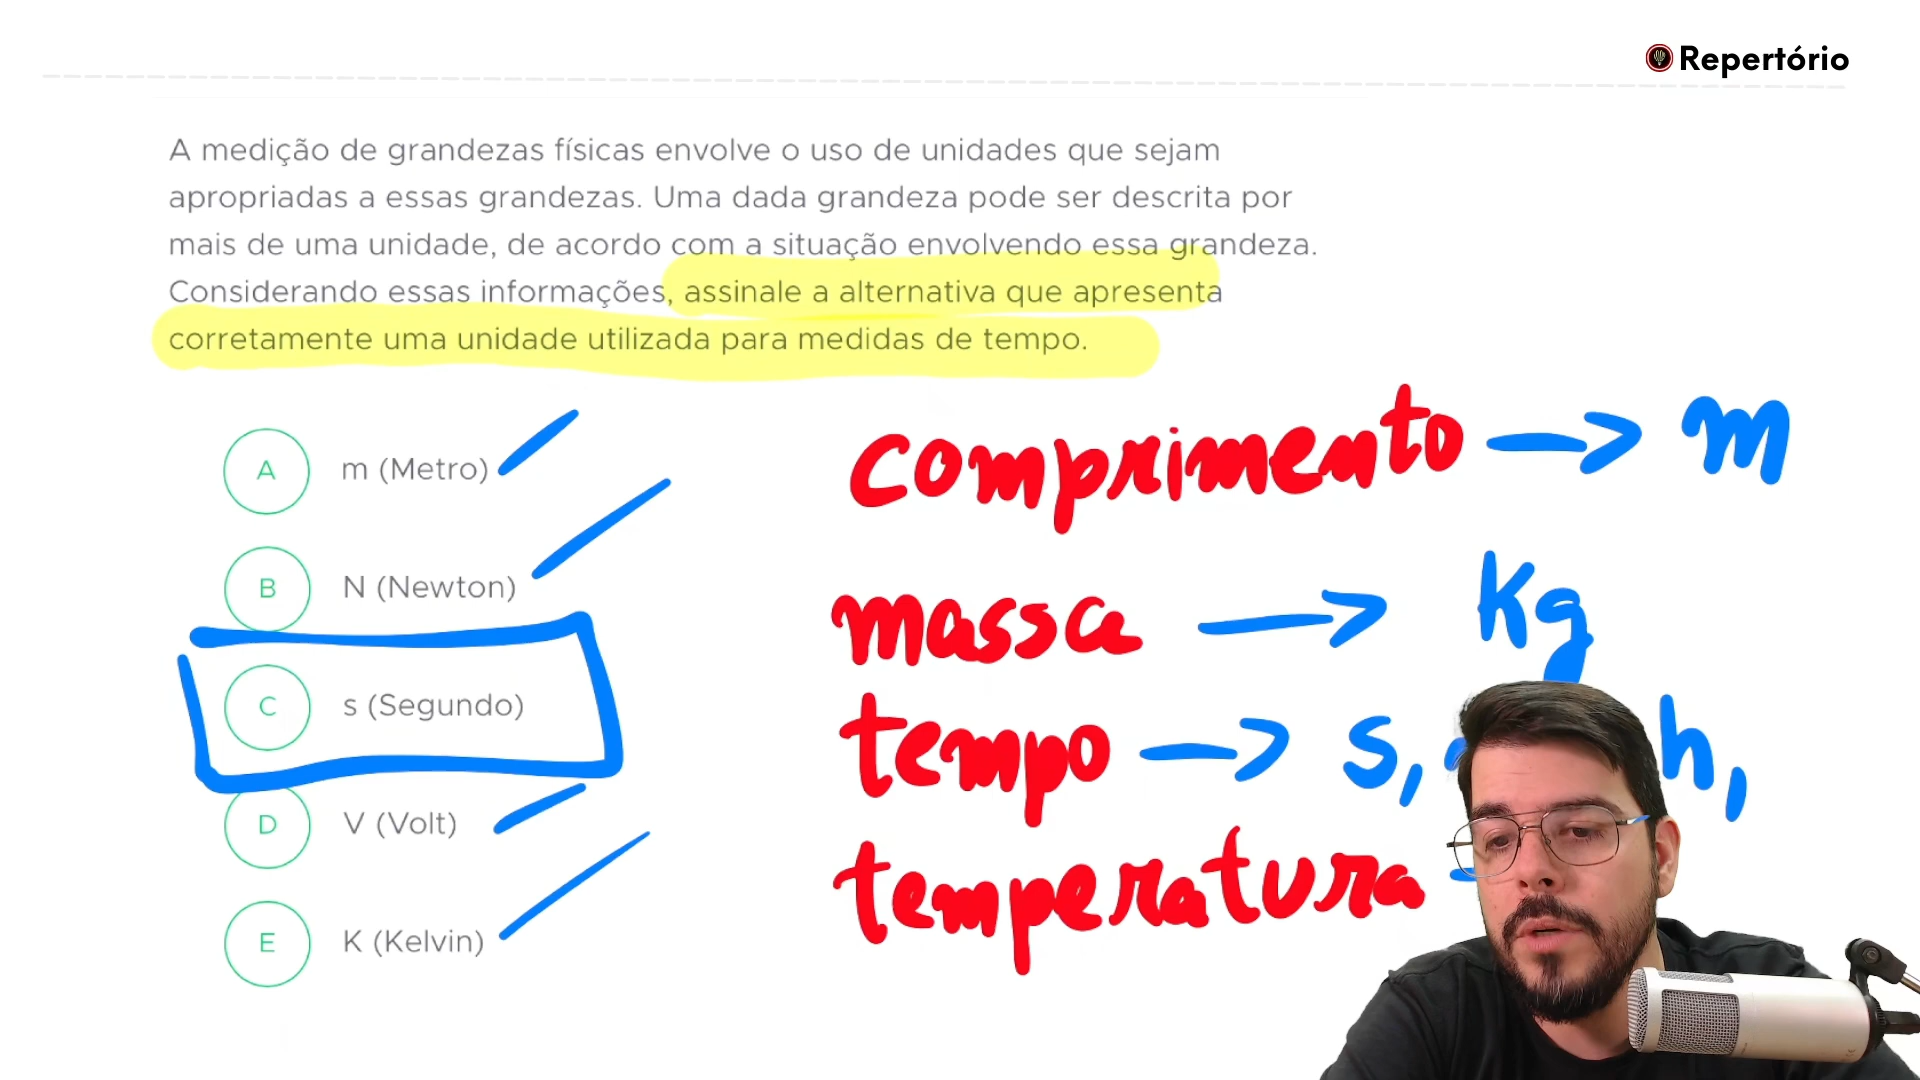 Repertório
A medição de grandezas físicas envolve o uso de unidades que sejam
apropriadas a essas grandezas. Uma dada grandeza pode ser descrita por
mais de uma unidade, de acordo com a situação envolvendo essa grandeza.
Considerando essas informações, assinale a alternativa que apresenta
corretamente uma unidade utilizada para medidas de tempo.
A m (Metro)
B N (Newton)
C s (Segundo)
D V (Volt)
E K (Kelvin)
comprimento -> m
massa -> Kg
tempo -> s, h,
temperatura